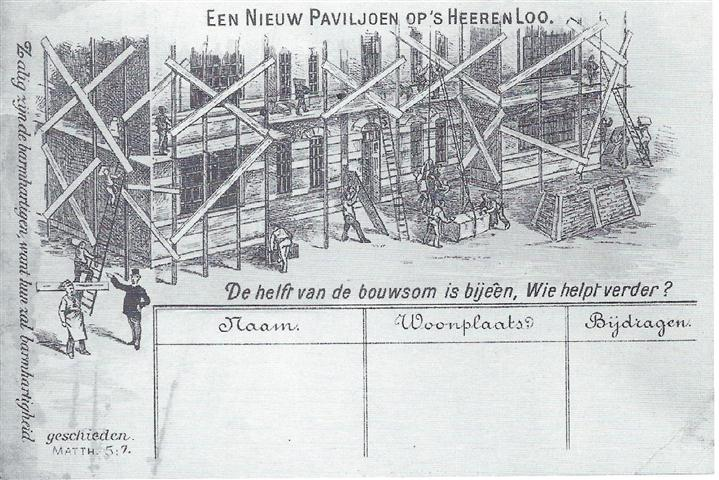 EEN NIEUW PAVILJOEN OP'S HEEREN LOO.
Zalig zijn de barmhartigen, want hun zal barmhartigheid
geschieden.
MATTH. 5:7.
De helft van de bouwsom is bijeên, Wie helpt verder?
Naam. Woonplaats. Bijdragen.